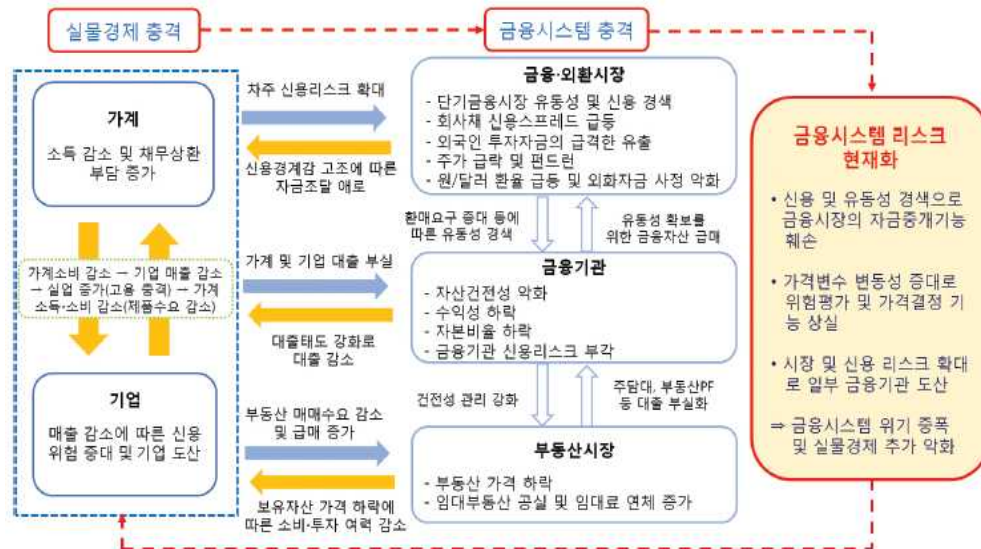 실물경제 충격
금융시스템 충격
가계
소득 감소 및 채무상환
부담 증가
가계소비 감소 → 기업 매출 감소
→ 실업 증가(고용 충격) → 가계
소득·소비 감소(제품수요 감소)
기업
매출 감소에 따른 신용
위험 증대 및 기업 도산
차주 신용리스크 확대
신용경계감 고조에 따른
자금조달 애로
가계 및 기업 대출 부실
대출태도 강화로
대출 감소
부동산 매매수요 감소
및 급매 증가
보유자산 가격 하락에
따른 소비·투자 여력 감소
금융·외환시장
- 단기금융시장 유동성 및 신용 경색
- 회사채 신용스프레드 급등
- 외국인 투자자금의 급격한 유출
- 주가 급락 및 펀드런
- 원/달러 환율 급등 및 외화자금 사정 악화
환매요구 증대 등에
따른 유동성 경색
유동성 확보를
위한 금융자산 급매
금융기관
- 자산건전성 악화
- 수익성 하락
- 자본비율 하락
- 금융기관 신용리스크 부각
건전성 관리 강화
주담대, 부동산PF
등 대출 부실화
부동산시장
- 부동산 가격 하락
- 임대부동산 공실 및 임대료 연체 증가
금융시스템 리스크
현재화
• 신용 및 유동성 경색으로
금융시장의 자금중개기능
훼손
• 가격변수 변동성 증대로
위험평가 및 가격결정 기
능 상실
• 시장 및 신용 리스크 확대
로 일부 금융기관 도산
⇒ 금융시스템 위기 증폭
및 실물경제 추가 악화